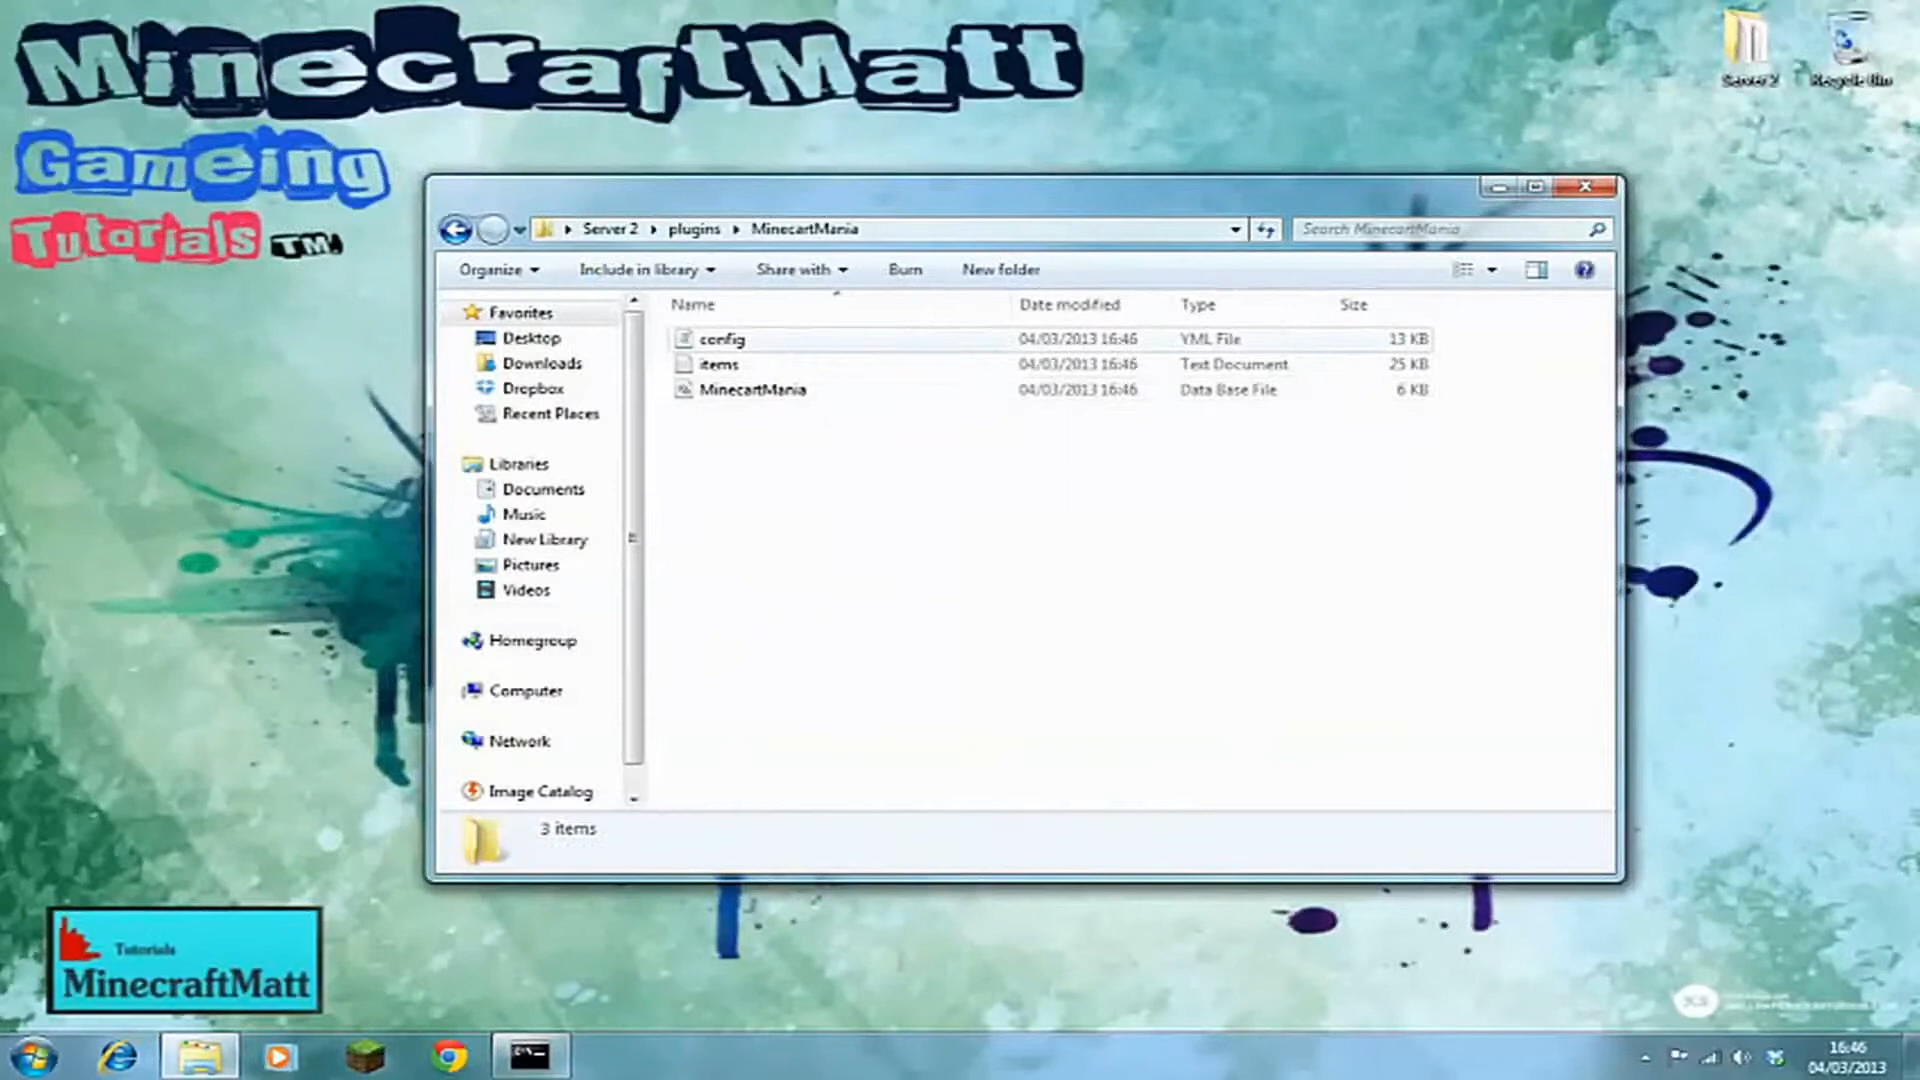 MinecraftMatt
Gameing
Tutorials TM.
Server 2
Recycle Bin
Server 2 plugins MinecartMania
Search MinecartMania
Organize Include in library Share with Burn New folder
Name Date modified Type Size
Favorites
Desktop
Downloads
Dropbox
Recent Places
Libraries
Documents
Music
New Library
Pictures
Videos
Homegroup
Computer
Network
Image Catalog
config 04/03/2013 16:46 YML File 13 KB
items 04/03/2013 16:46 Text Document 25 KB
MinecartMania 04/03/2013 16:46 Data Base File 6 KB
3 items
Tutorials
MinecraftMatt
16:46
04/03/2013